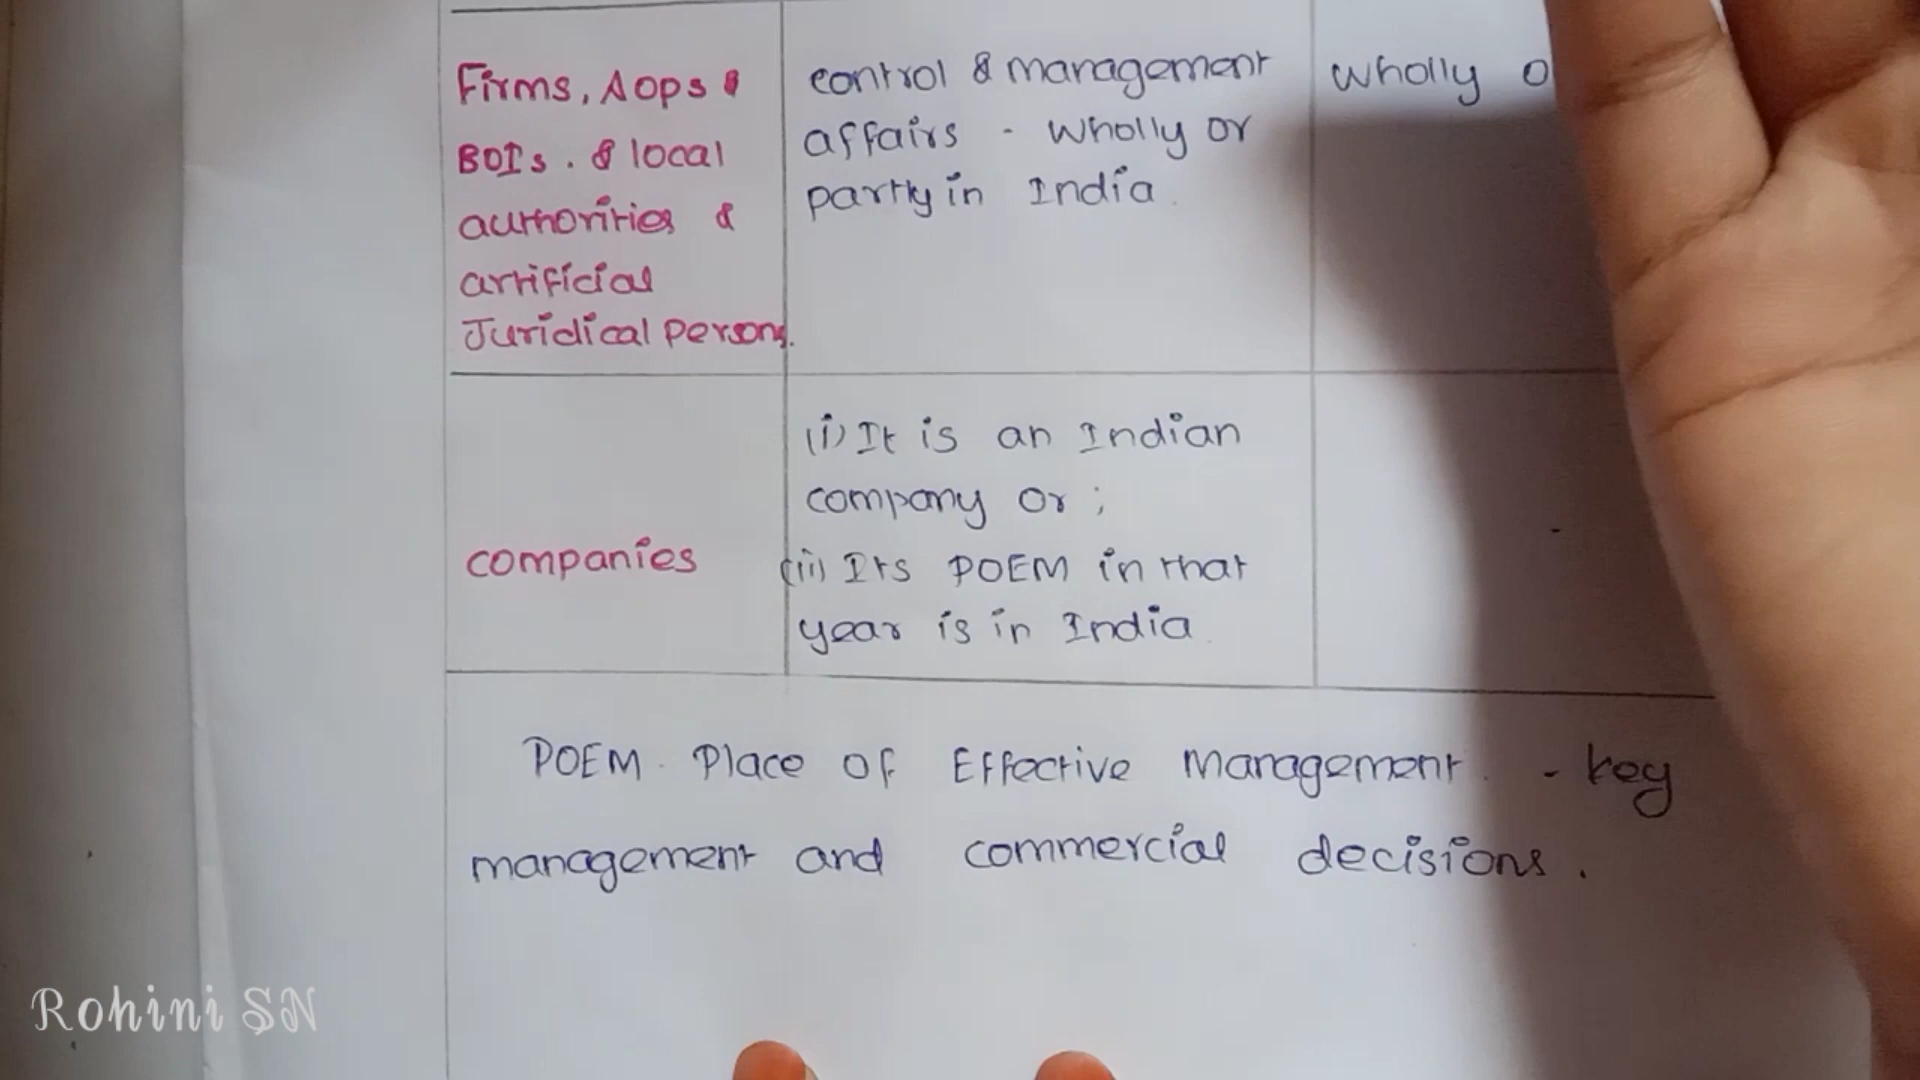 Firms, AOPs &
BOIs. & local
authorities &
artificial
Juridical persons.
control & management
affairs - wholly or
partly in India.
wholly
companies
(i) It is an Indian
company or ;
(ii) Its POEM in that
year is in India
POEM. Place of Effective Management. - key
management and commercial decisions.
Rohini SN